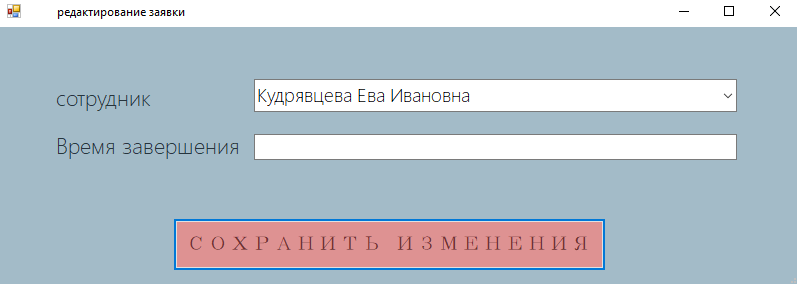 редактирование заявки
сотрудник
Кудрявцева Ева Ивановна
Время завершения
СОХРАНИТЬ ИЗМЕНЕНИЯ